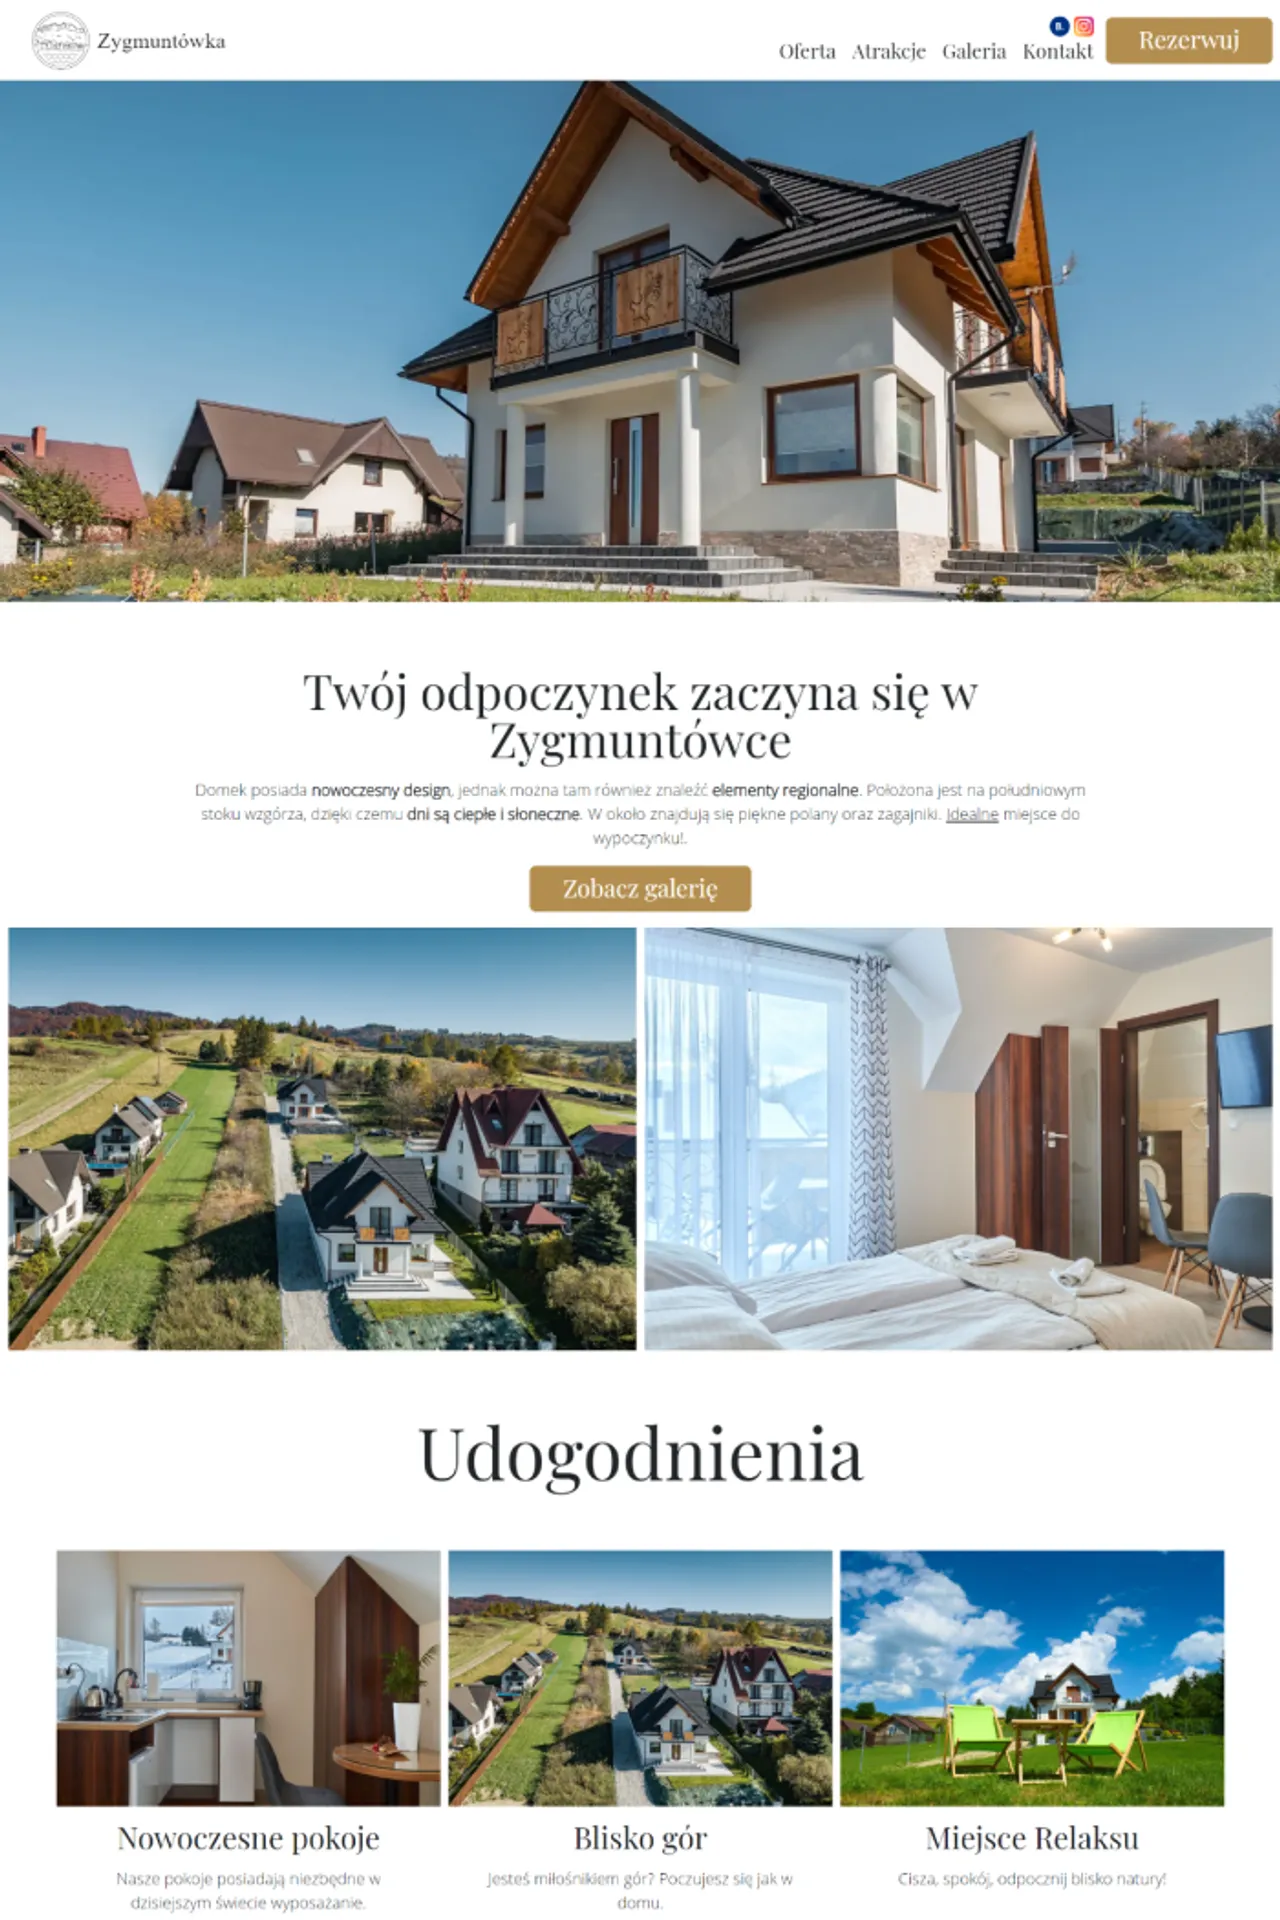 Zygmuntówka
Oferta Atrakcje Galeria Kontakt Rezerwuj
B.
Twój odpoczynek zaczyna się w
Zygmuntówce
Domek posiada nowoczesny design, jednak można tam również znaleźć elementy regionalne. Położona jest na południowym
stoku wzgórza, dzięki czemu dni są ciepłe i słoneczne. W około znajdują się piękne polany oraz zagajniki. Idealne miejsce do
wypoczynku!.
Zobacz galerię
Udogodnienia
Nowoczesne pokoje
Nasze pokoje posiadają niezbędne w
dzisiejszym świecie wyposażanie.
Blisko gór
Jesteś miłośnikiem gór? Poczujesz się jak w
domu.
Miejsce Relaksu
Cisza, spokój, odpocznij blisko natury!